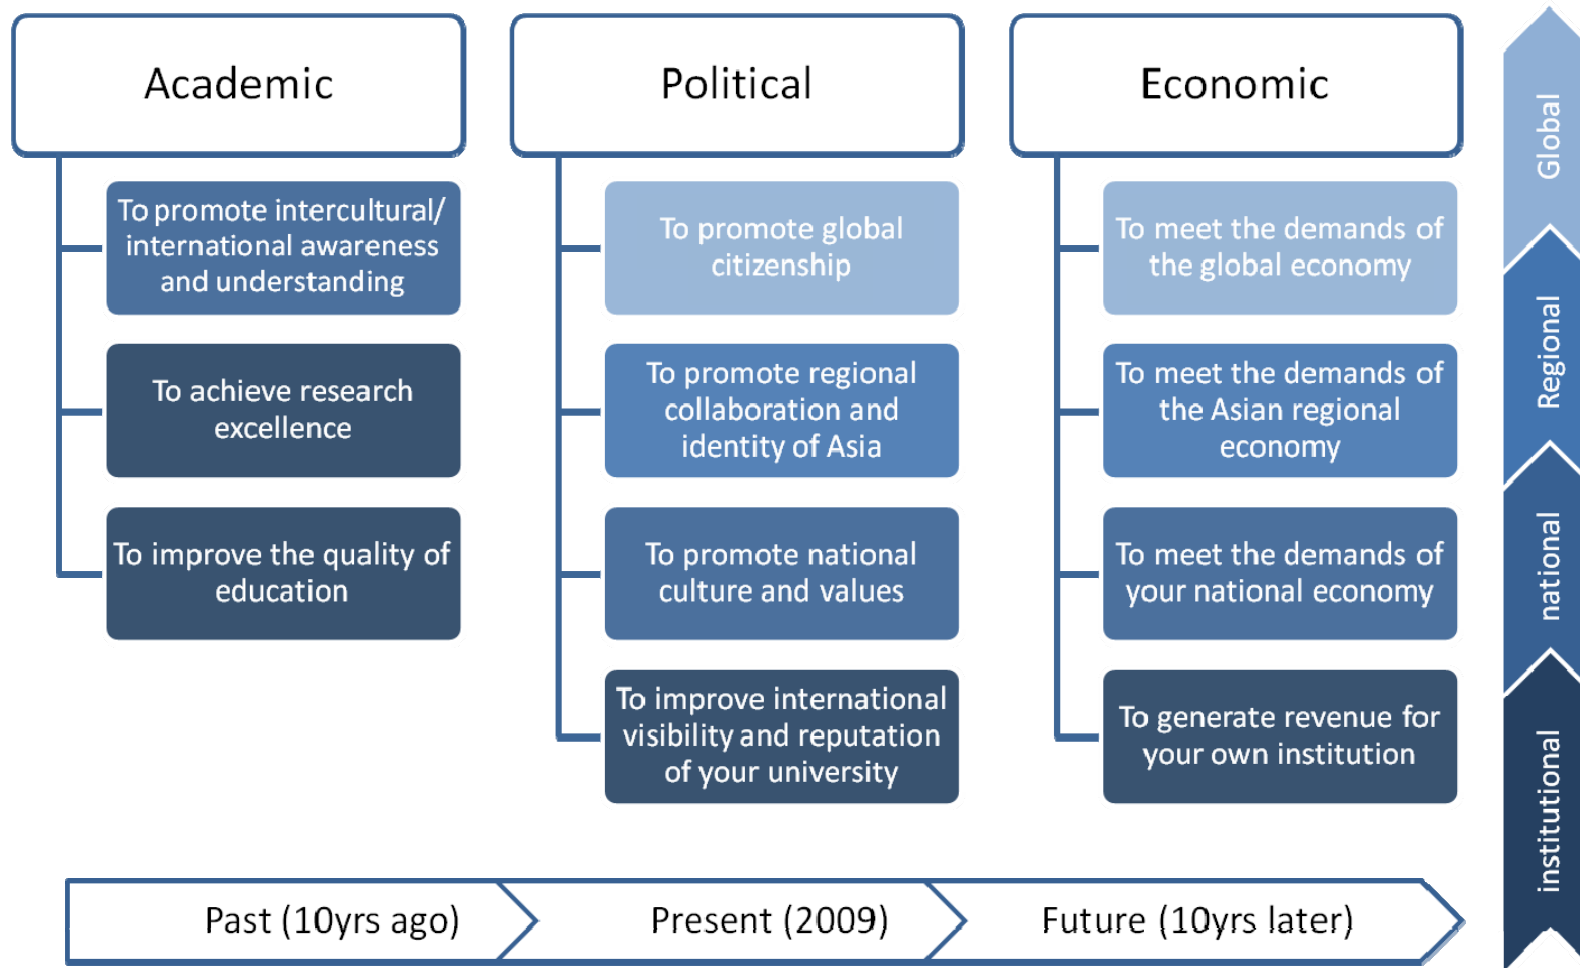 Academic
To promote intercultural/
international awareness
and understanding
To achieve research
excellence
To improve the quality of
education
Political
To promote global
citizenship
To promote regional
collaboration and
identity of Asia
To promote national
culture and values
To improve international
visibility and reputation
of your university
Economic
To meet the demands of
the global economy
To meet the demands of
the Asian regional
economy
To meet the demands of
your national economy
To generate revenue for
your own institution
Global
Regional
national
institutional
Past (10yrs ago)
Present (2009)
Future (10yrs later)